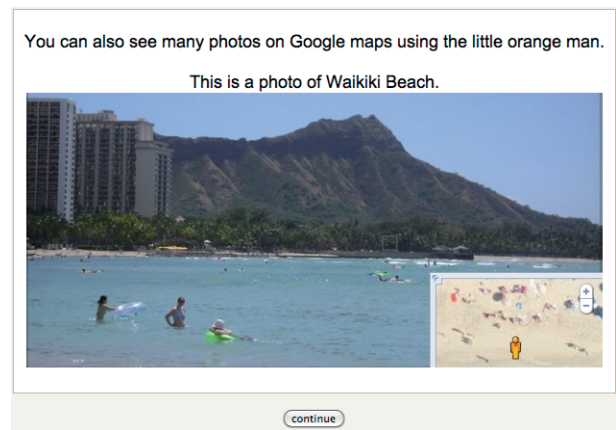 You can also see many photos on Google maps using the little orange man.
This is a photo of Waikiki Beach.
+
−
continue